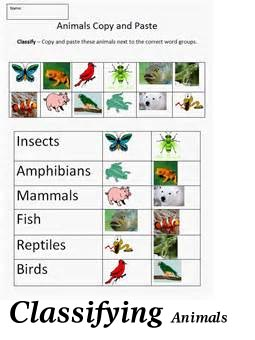 Name:
Animals Copy and Paste
Classify – Copy and paste these animals next to the correct word groups.
Insects
Amphibians
Mammals
Fish
Reptiles
Birds
Classifying Animals